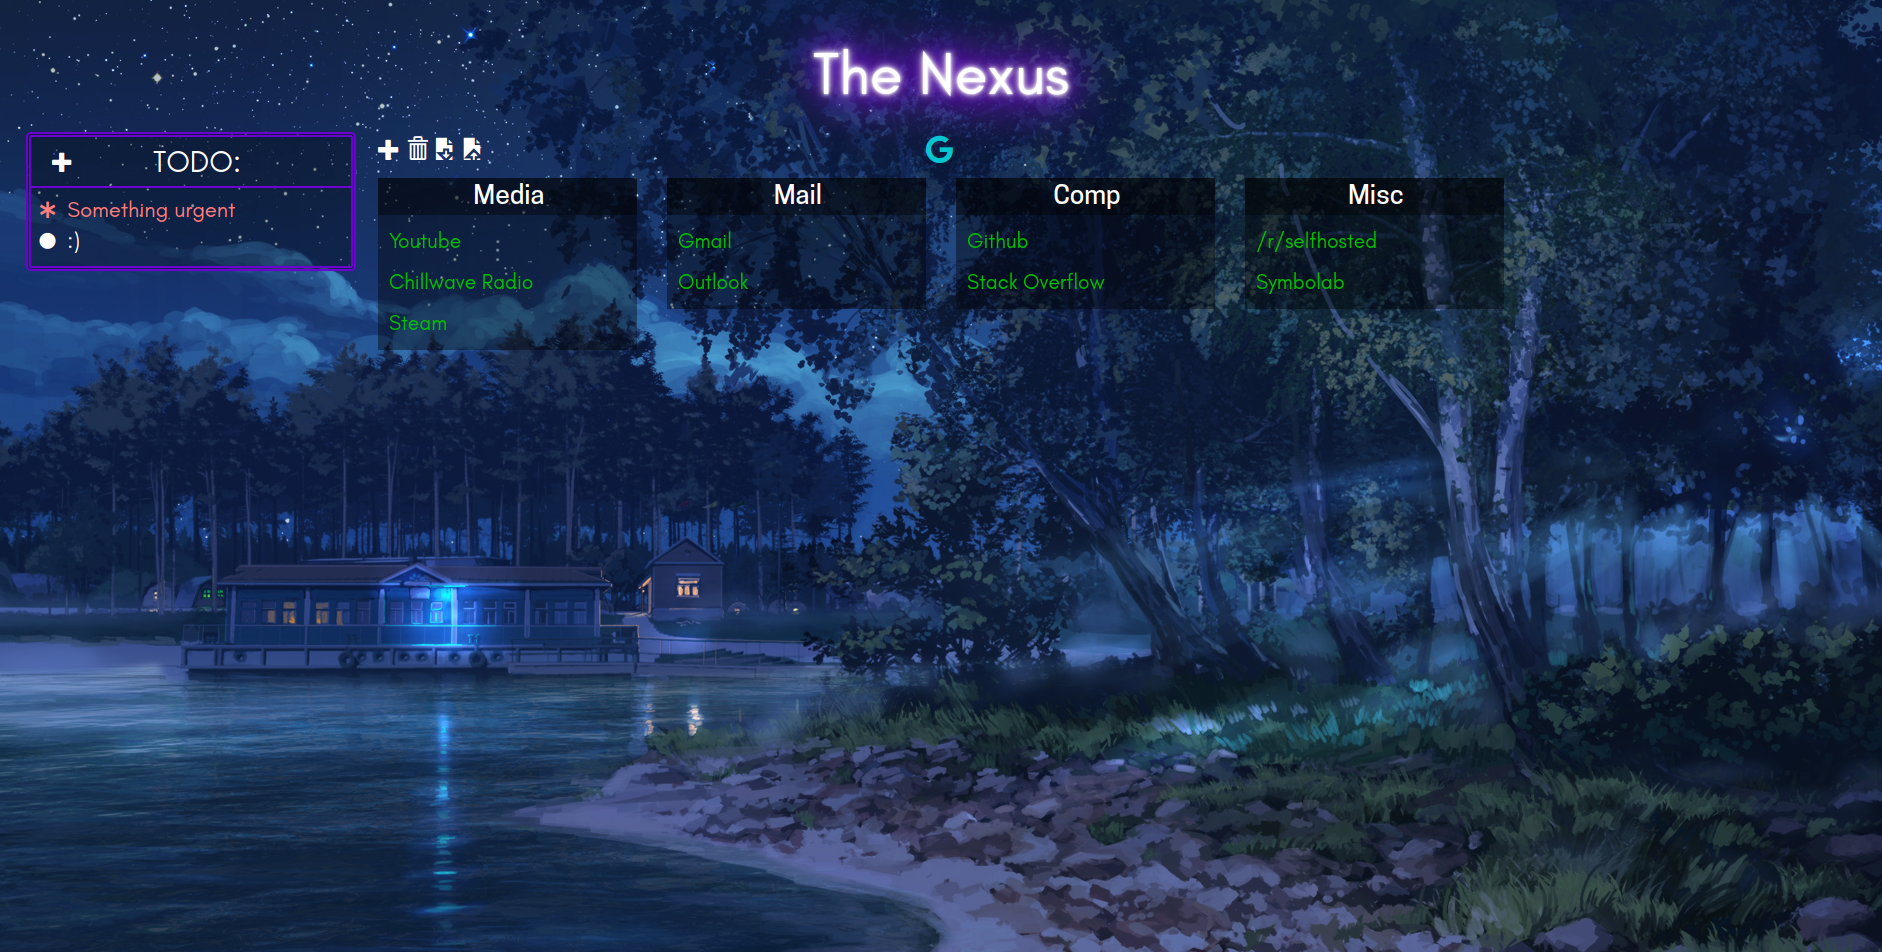 The Nexus
TODO:
Something urgent
:)
G
Media
Youtube
Chillwave Radio
Steam
Mail
Gmail
Outlook
Comp
Github
Stack Overflow
Misc
/r/selfhosted
Symbolab